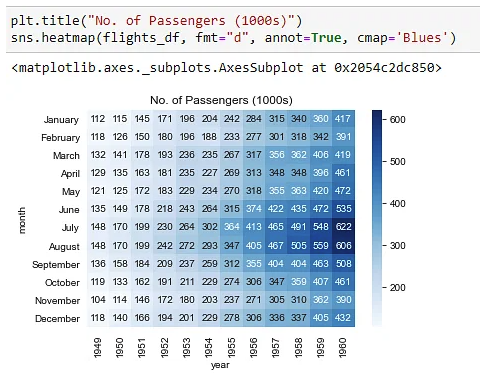 plt.title("No. of Passengers (1000s)")
sns.heatmap(flights_df, fmt="d", annot=True, cmap='Blues')
<matplotlib.axes._subplots.AxesSubplot at 0x2054c2dc850>
No. of Passengers (1000s)
January 112 115 145 171 196 204 242 284 315 340 360 417
February 118 126 150 180 196 188 233 277 301 318 342 391
March 132 141 178 193 236 235 267 317 356 362 406 419
April 129 135 163 181 235 227 269 313 348 348 396 461
May 121 125 172 183 229 234 270 318 355 363 420 472
June 135 149 178 218 243 264 315 374 422 435 472 535
July 148 170 199 230 264 302 364 413 465 491 548 622
August 148 170 199 242 272 293 347 405 467 505 559 606
September 136 158 184 209 237 259 312 355 404 404 463 508
October 119 133 162 191 211 229 274 306 347 359 407 461
November 104 114 146 172 180 203 237 271 305 310 362 390
December 118 140 166 194 201 229 278 306 336 337 405 432
month
1949 1950 1951 1952 1953 1954 1955 1956 1957 1958 1959 1960
year
600
500
400
300
200